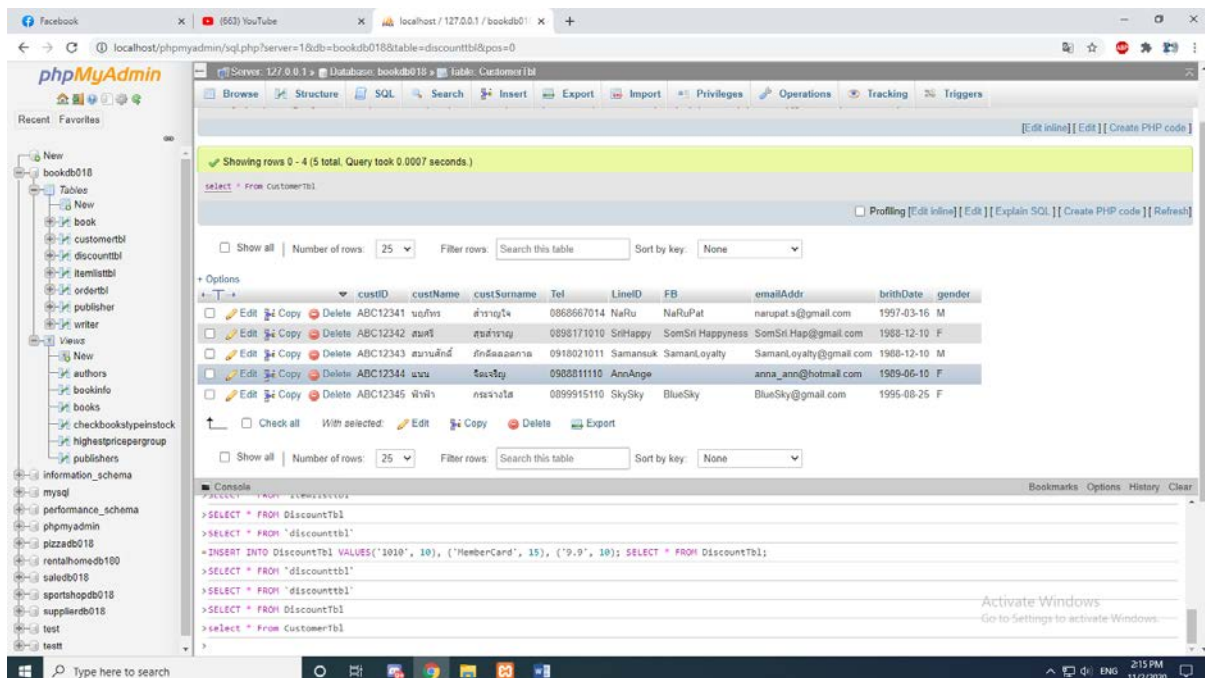 Facebook
(663) YouTube
localhost / 127.0.0.1 / bookdb01
localhost/phpmyadmin/sql.php?server=1&db=bookdb018&table=discounttbl&pos=0
phpMyAdmin
Recent Favorites
New
bookdb018
Tables
New
book
customertbl
discounttbl
itemlisttbl
ordertbl
publisher
writer
Views
New
authors
bookinfo
books
checkbookstypeinstock
highestpricepergroup
publishers
information_schema
mysql
performance_schema
phpmyadmin
pizzadb018
rentalhomedb180
saledb018
sportshopdb018
supplierdb018
test
testt
Server: 127.0.0.1 » Database: bookdb018 » Table: CustomerTbl
Browse Structure SQL Search Insert Export Import Privileges Operations Tracking Triggers
[Edit inline] [ Edit ] [ Create PHP code ]
Showing rows 0 - 4 (5 total, Query took 0.0007 seconds.)
select * From CustomerTbl
Profiling [Edit inline] [ Edit ] [ Explain SQL ] [ Create PHP code ] [ Refresh]
Show all | Number of rows: 25 Filter rows: Search this table Sort by key: None
+ Options
custID custName custSurname Tel LineID FB emailAddr brithDate gender
Edit Copy Delete ABC12341 นฤภัทร สำราญใจ 0868667014 NaRu NaRuPat narupat.s@gmail.com 1997-03-16 M
Edit Copy Delete ABC12342 สมศรี สุขสำราญ 0898171010 SriHappy SomSri Happyness SomSri.Hap@gmail.com 1988-12-10 F
Edit Copy Delete ABC12343 สมานศักดิ์ ภักดีตลอดกาล 0918021011 Samansuk SamanLoyalty SamanLoyalty@gmail.com 1988-12-10 M
Edit Copy Delete ABC12344 แนน จิตเจริญ 0988811110 AnnAnge anna_ann@hotmail.com 1989-06-10 F
Edit Copy Delete ABC12345 ฟ้าฟ้า กระจ่างใส 0899915110 SkySky BlueSky BlueSky@gmail.com 1995-08-25 F
Check all With selected: Edit Copy Delete Export
Show all | Number of rows: 25 Filter rows: Search this table Sort by key: None
Console Bookmarks Options History Clear
>SELECT * FROM DiscountTbl
>SELECT * FROM `discounttbl`
=INSERT INTO DiscountTbl VALUES('1010', 10), ('MemberCard', 15), ('9.9', 10); SELECT * FROM DiscountTbl;
>SELECT * FROM `discounttbl`
>SELECT * FROM `discounttbl`
>SELECT * FROM DiscountTbl
>select * From CustomerTbl
>
Activate Windows
Go to Settings to activate Windows.
Type here to search
ENG
2:15 PM
11/2/2020